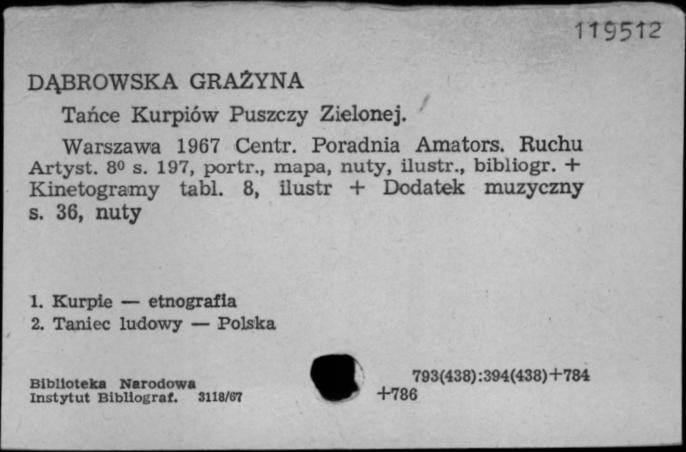 119512
DĄBROWSKA GRAŻYNA
Tańce Kurpiów Puszczy Zielonej.
Warszawa 1967 Centr. Poradnia Amators. Ruchu
Artyst. 8⁰ s. 197, portr., mapa, nuty, ilustr., bibliogr. +
Kinetogramy tabl. 8, ilustr + Dodatek muzyczny
s. 36, nuty
1. Kurpie — etnografia
2. Taniec ludowy — Polska
793(438):394(438)+784
+786
Biblioteka Narodowa
Instytut Bibliograf. 3118/67